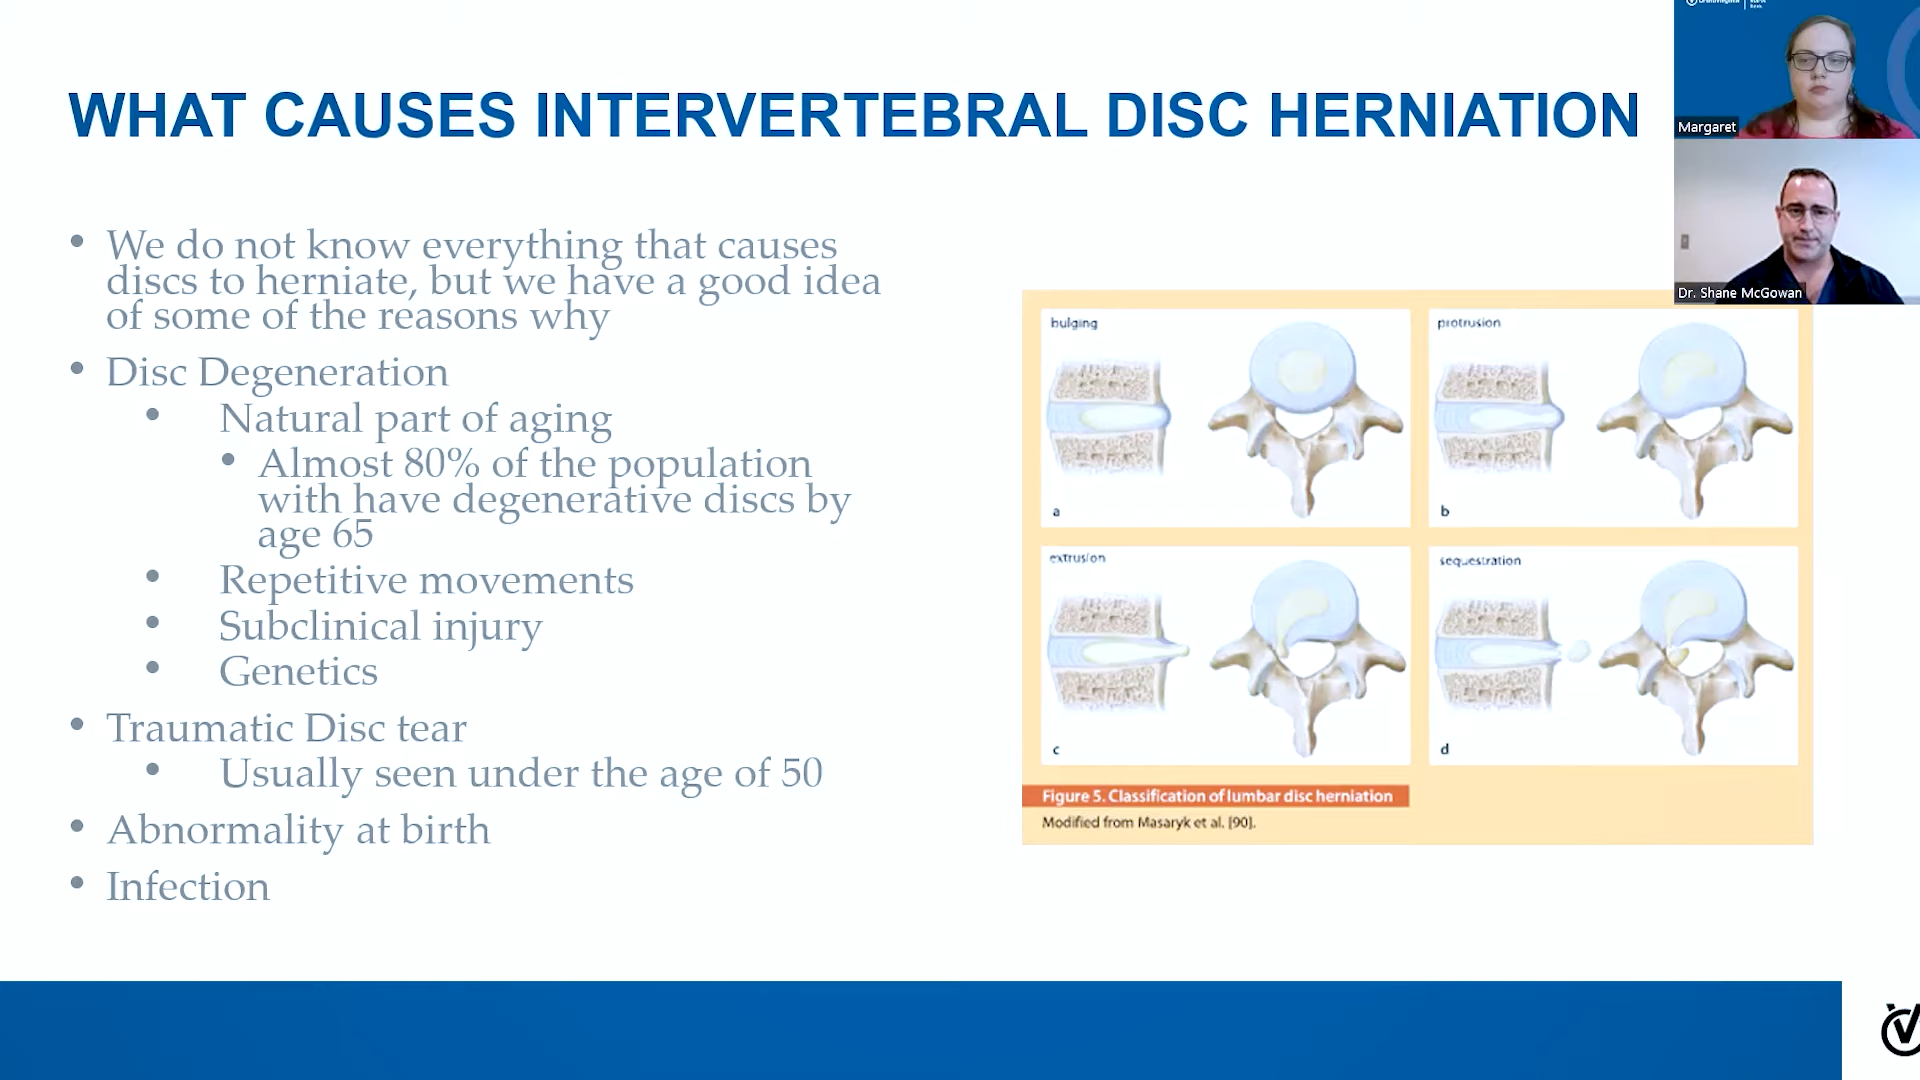 WHAT CAUSES INTERVERTEBRAL DISC HERNIATION
• We do not know everything that causes
discs to herniate, but we have a good idea
of some of the reasons why
• Disc Degeneration
• Natural part of aging
• Almost 80% of the population
with have degenerative discs by
age 65
• Repetitive movements
• Subclinical injury
• Genetics
• Traumatic Disc tear
• Usually seen under the age of 50
• Abnormality at birth
• Infection
bulging
a
protrusion
b
extrusion
c
sequestration
d
Figure 5. Classification of lumbar disc herniation
Modified from Masaryk et al. [90].
Margaret
Dr. Shane McGowan